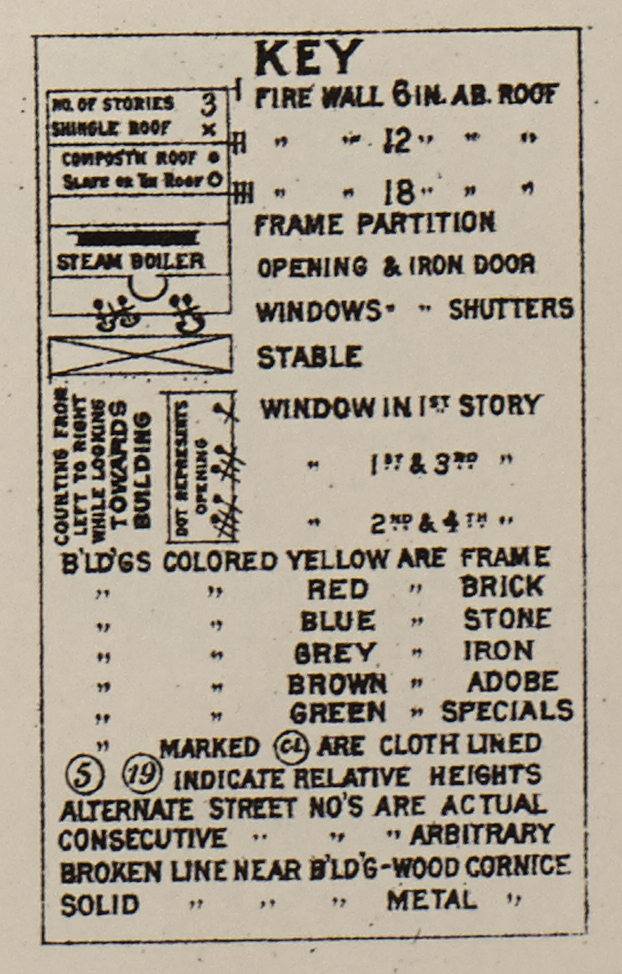 KEY
NO. OF STORIES 3
SHINGLE ROOF x
COMPOS'TN ROOF
SLATE OR TIN ROOF
STEAM BOILER
FIRE WALL 6 IN. AB. ROOF
" " 12 " " "
" " 18 " " "
FRAME PARTITION
OPENING & IRON DOOR
WINDOWS " " SHUTTERS
STABLE
COUNTING FROM
LEFT TO RIGHT
WHILE LOOKING
TOWARDS
BUILDING
DOT REPRESENTS
OPENING
WINDOW IN 1ST STORY
" 1ST & 3RD "
" 2ND & 4TH "
B'LD'GS COLORED YELLOW ARE FRAME
" " RED " BRICK
" " BLUE " STONE
" " GREY " IRON
" " BROWN " ADOBE
" " GREEN " SPECIALS
" MARKED CL ARE CLOTH LINED
5 19 INDICATE RELATIVE HEIGHTS
ALTERNATE STREET NO'S ARE ACTUAL
CONSECUTIVE " " " ARBITRARY
BROKEN LINE NEAR B'LD'G-WOOD CORNICE
SOLID " " " METAL "